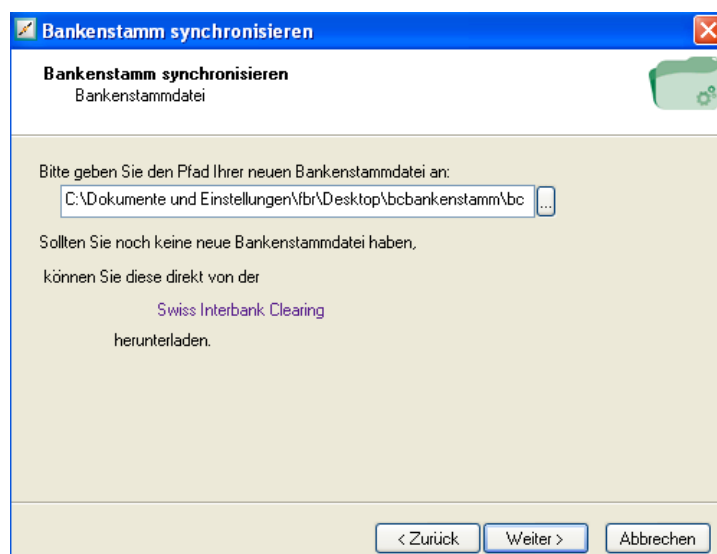 Bankenstamm synchronisieren
Bankenstamm synchronisieren
Bankenstammdatei
Bitte geben Sie den Pfad Ihrer neuen Bankenstammdatei an:
C:\Dokumente und Einstellungen\fbr\Desktop\bcbankenstamm\bc
...
Sollten Sie noch keine neue Bankenstammdatei haben,
können Sie diese direkt von der
Swiss Interbank Clearing
herunterladen.
< Zurück Weiter > Abbrechen